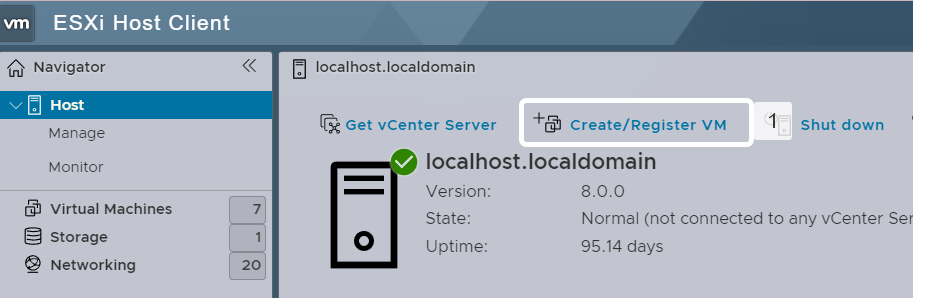 vm ESXi Host Client
Navigator
localhost.localdomain
Host
Get vCenter Server Create/Register VM 1 Shut down
Manage
Monitor
localhost.localdomain
Version: 8.0.0
State: Normal (not connected to any vCenter Ser
Uptime: 95.14 days
Virtual Machines 7
Storage 1
Networking 20